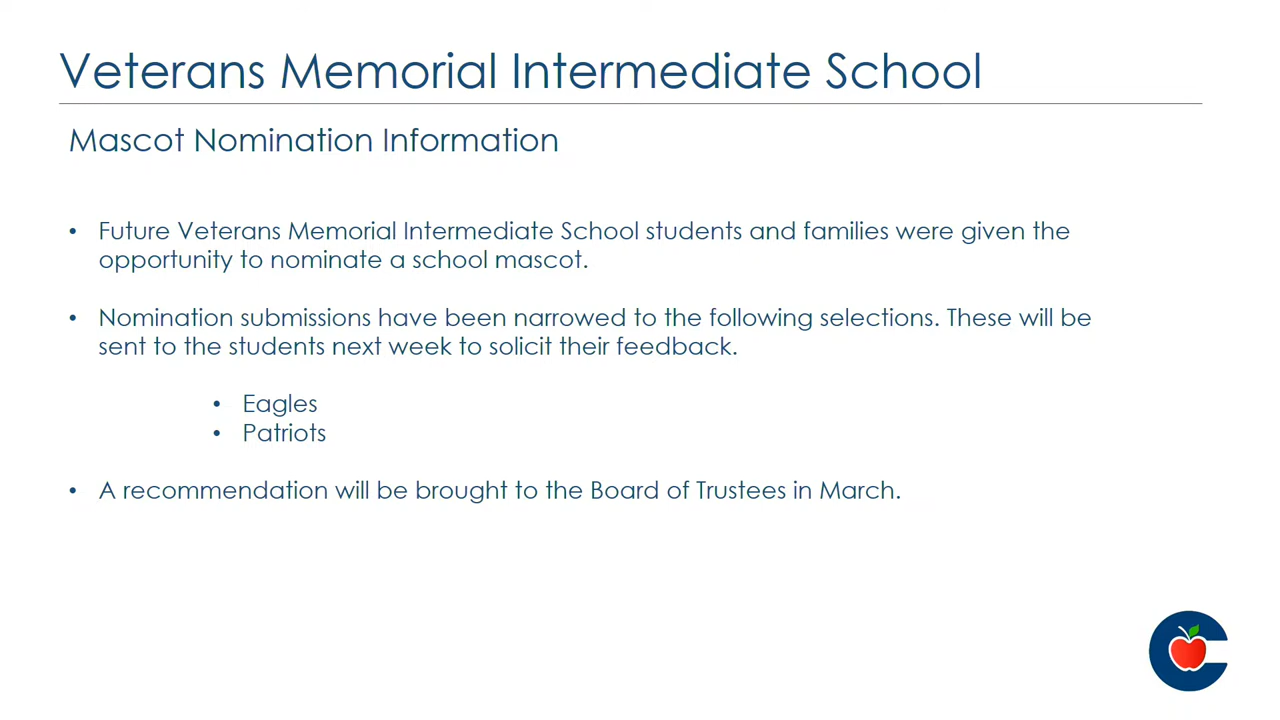 Veterans Memorial Intermediate School
Mascot Nomination Information
• Future Veterans Memorial Intermediate School students and families were given the
opportunity to nominate a school mascot.
• Nomination submissions have been narrowed to the following selections. These will be
sent to the students next week to solicit their feedback.
• Eagles
• Patriots
• A recommendation will be brought to the Board of Trustees in March.